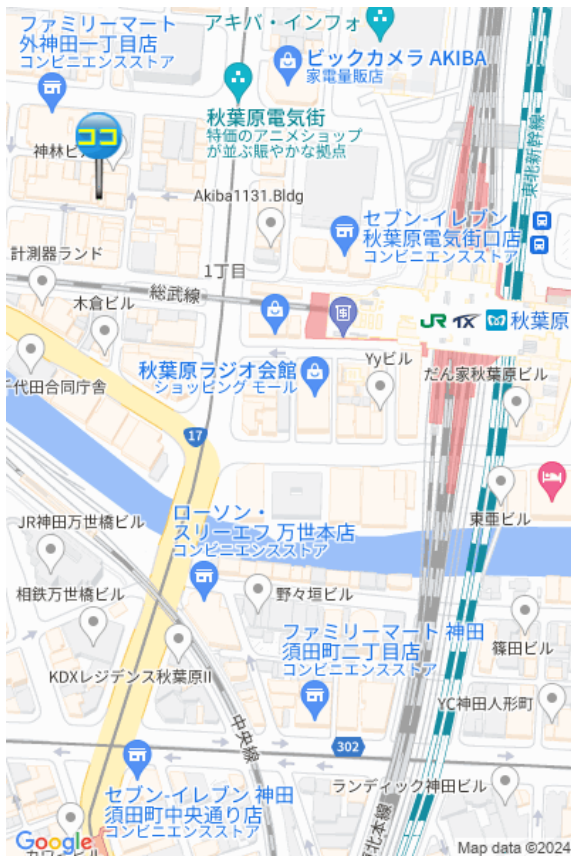 アキバ・インフォ
ファミリーマート
外神田一丁目店
コンビニエンスストア
ビックカメラ AKIBA
家電量販店
秋葉原電気街
特価のアニメショップ
が並ぶ賑やかな拠点
東北新幹線
ココ
神林ビ
Akiba1131.Bldg
セブン-イレブン
秋葉原電気街口店
コンビニエンスストア
計測器ランド
1丁目
総武線
木倉ビル
JR TX 秋葉原
秋葉原ラジオ会館
ショッピング モール
Yyビル
だん家秋葉原ビル
千代田合同庁舎
17
東亜ビル
ローソン・
スリーエフ 万世本店
コンビニエンスストア
JR神田万世橋ビル
相鉄万世橋ビル
野々垣ビル
ファミリーマート 神田
須田町二丁目店
コンビニエンスストア
篠田ビル
KDXレジデンス秋葉原II
YC神田人形町
中央線
302
ランディック神田ビル
セブン-イレブン 神田
須田町中央通り店
コンビニエンスストア
東北本線
Google
Map data ©2024